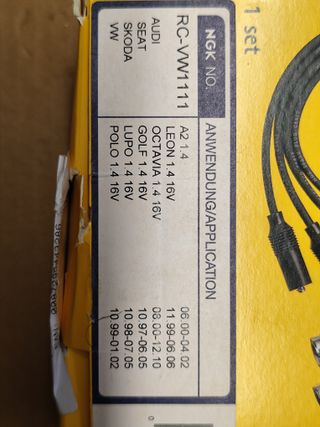 1 set
NGK NO. ANWENDUNG/APPLICATION
RC-VW1111 A2 1.4 06.00-04.02
LEON 1.4 16V 11.99-06.06
AUDI OCTAVIA 1.4 16V 08.00-12.10
SEAT GOLF 1.4 16V 10.97-06.05
SKODA LUPO 1.4 16V 10.98-07.05
VW POLO 1.4 16V 10.99-01.02